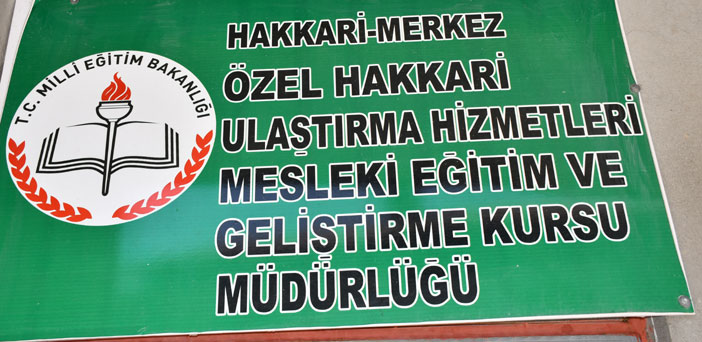 T.C. MİLLİ EĞİTİM BAKANLIĞI
HAKKARİ-MERKEZ
ÖZEL HAKKARİ
ULAŞTIRMA HİZMETLERİ
MESLEKİ EĞİTİM VE
GELİŞTİRME KURSU
MÜDÜRLÜĞÜ